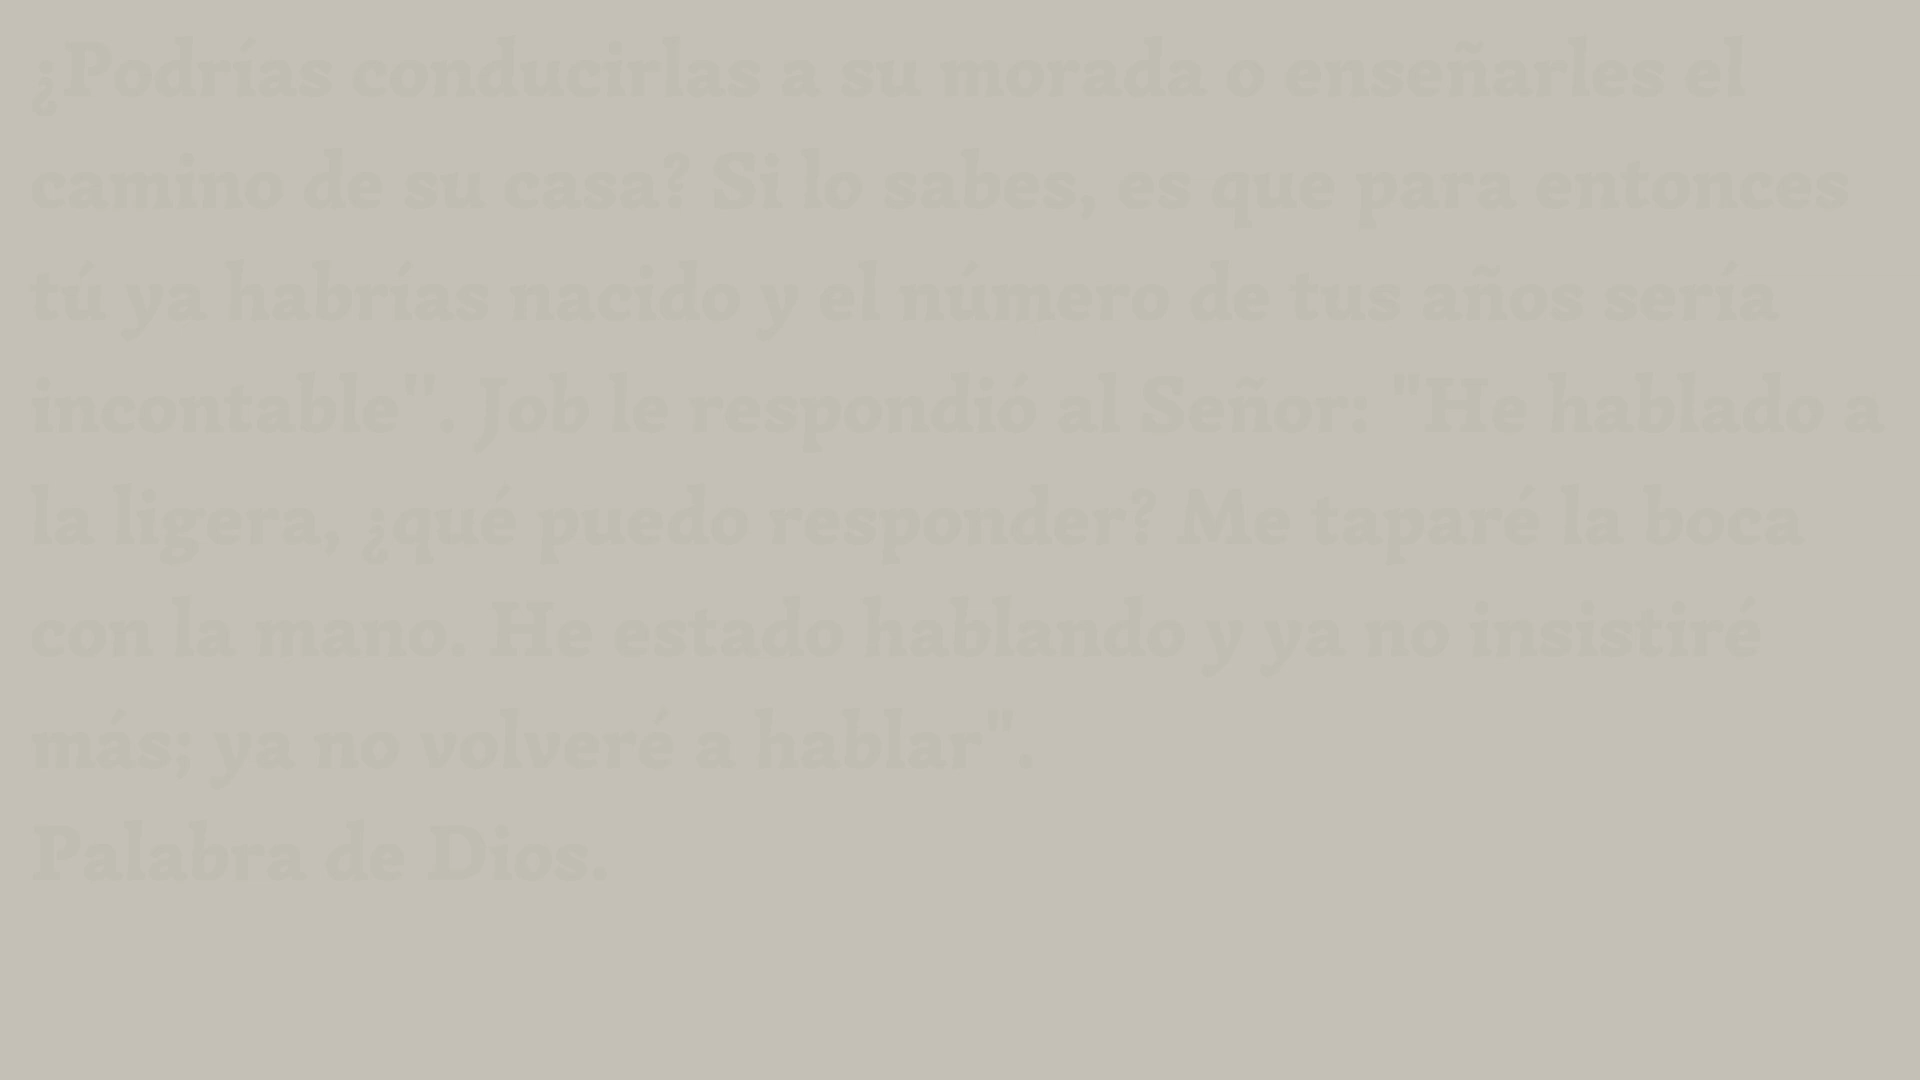 ¿Podrías conducirlas a su morada o enseñarles el
camino de su casa? Si lo sabes, es que para entonces
tú ya habrías nacido y el número de tus años sería
incontable". Job le respondió al Señor: "He hablado a
la ligera, ¿qué puedo responder? Me taparé la boca
con la mano. He estado hablando y ya no insistiré
más; ya no volveré a hablar".
Palabra de Dios.